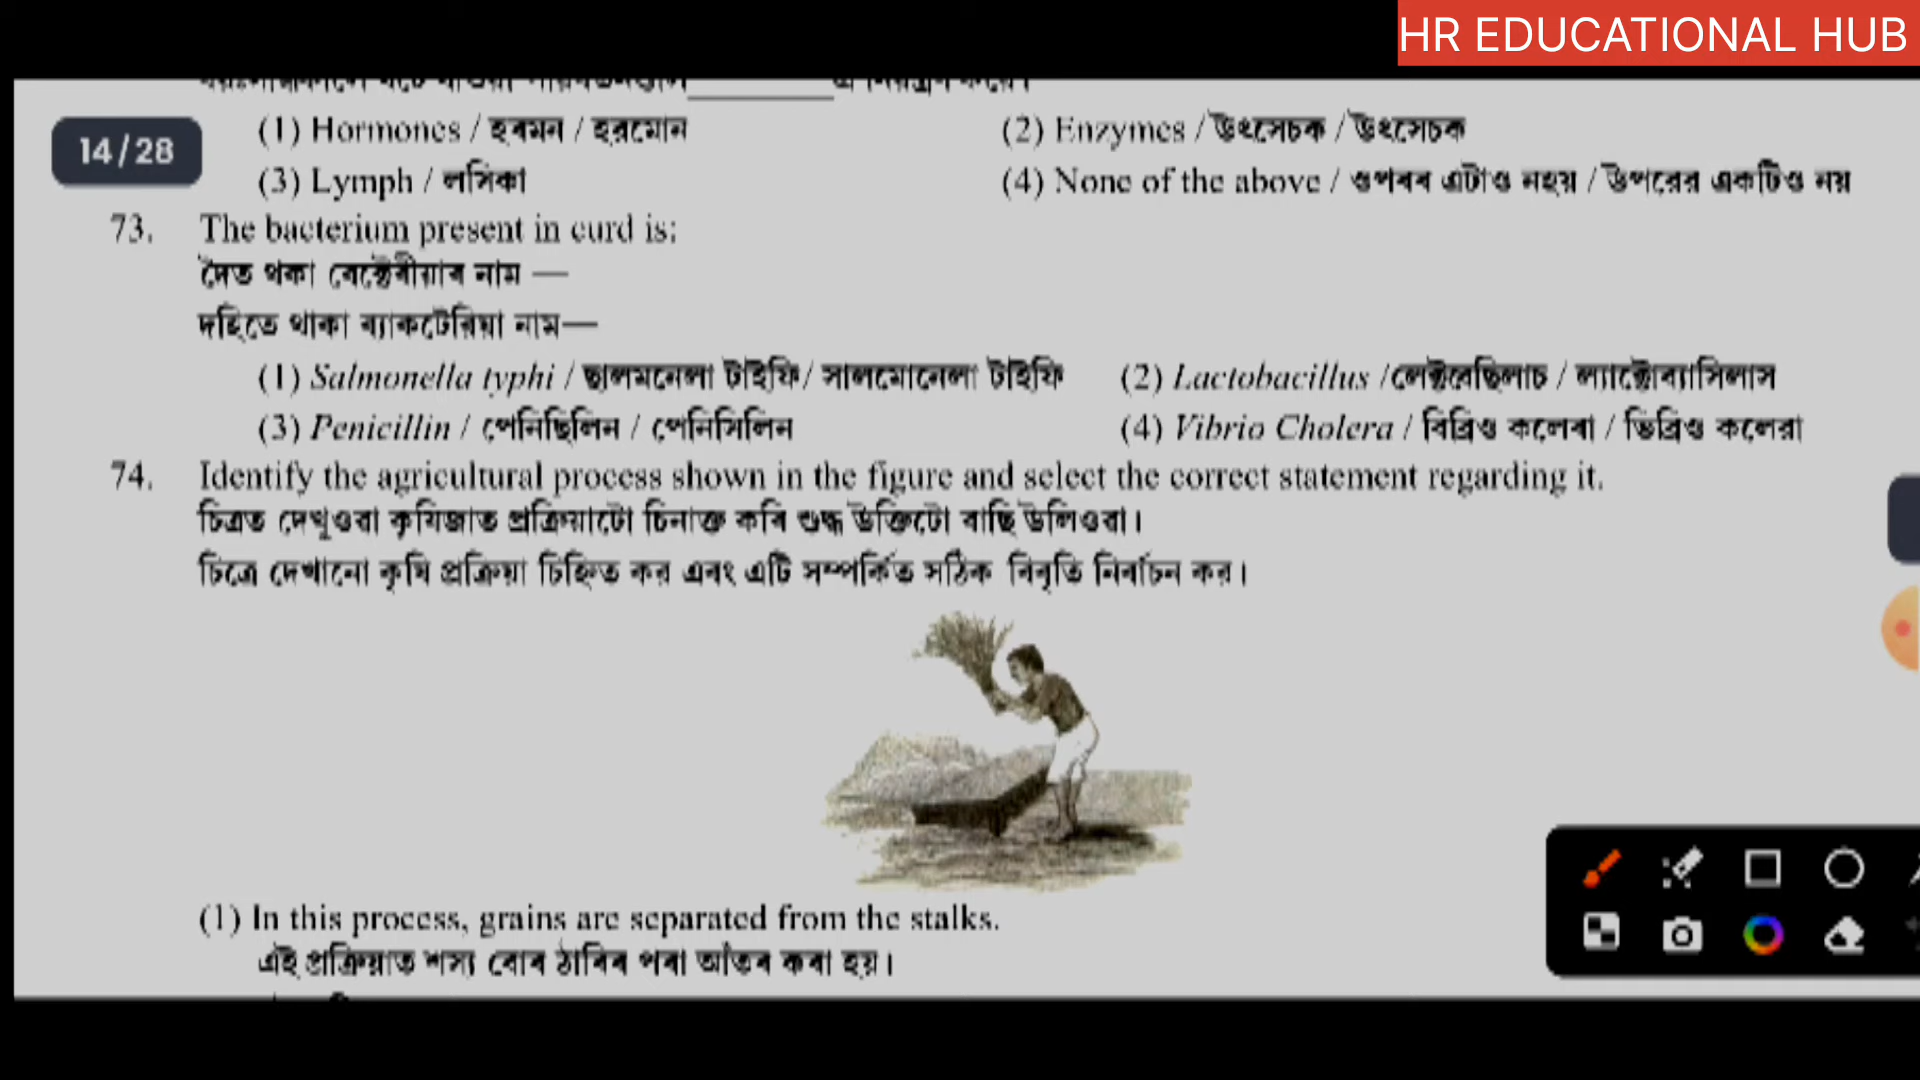 HR EDUCATIONAL HUB
14/28
(1) Hormones / হৰমন / হরমোন (2) Enzymes / উৎসেচক / উৎসেচক
(3) Lymph / লসিকা (4) None of the above / ওপৰৰ এটাও নহয় / উপরের একটিও নয়
73. The bacterium present in curd is:
দৈত থকা বেক্টেৰীয়াৰ নাম —
দহিতে থাকা ব্যাকটেরিয়া নাম—
(1) Salmonella typhi / ছালমনেলা টাইফি/ সালমোনেলা টাইফি (2) Lactobacillus /লেক্টবেছিলাচ / ল্যাক্টোব্যাসিলাস
(3) Penicillin / পেনিছিলিন / পেনিসিলিন (4) Vibrio Cholera / বিব্রিও কলেৰা / ভিব্রিও কলেরা
74. Identify the agricultural process shown in the figure and select the correct statement regarding it.
চিত্ৰত দেখুওৱা কৃষিজাত প্ৰক্ৰিয়াটো চিনাক্ত কৰি শুদ্ধ উক্তিটো বাছি উলিওৱা।
চিত্রে দেখানো কৃষি প্রক্রিয়া চিহ্নিত কর এবং এটি সম্পর্কিত সঠিক বিবৃতি নির্বাচন কর।
(1) In this process, grains are separated from the stalks.
এই প্ৰক্ৰিয়াত শস্য বোৰ ঠাৰিৰ পৰা আঁতৰ কৰা হয়।